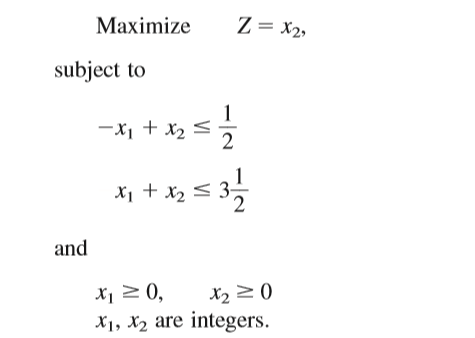 Maximize Z = x₂,
subject to
−x₁ + x₂ ≤ 1/2
x₁ + x₂ ≤ 3 1/2
and
x₁ ≥ 0, x₂ ≥ 0
x₁, x₂ are integers.